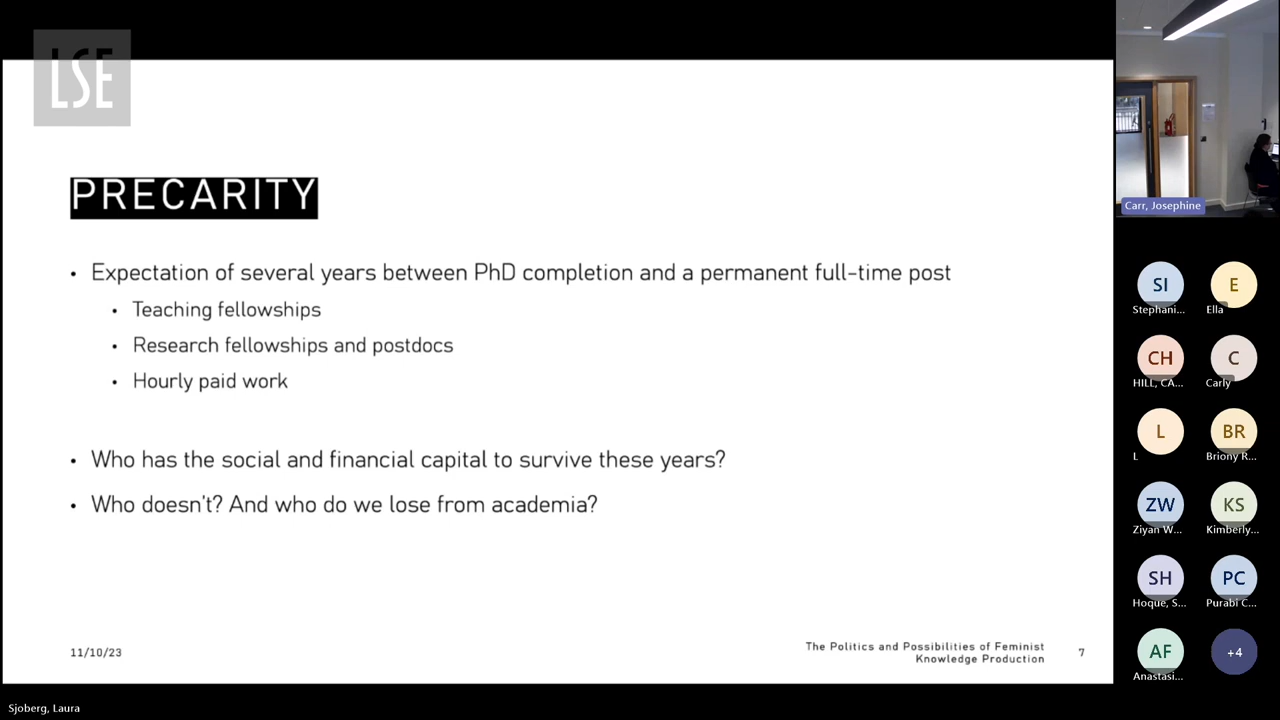 LSE
PRECARITY
• Expectation of several years between PhD completion and a permanent full-time post
• Teaching fellowships
• Research fellowships and postdocs
• Hourly paid work
• Who has the social and financial capital to survive these years?
• Who doesn't? And who do we lose from academia?
11/10/23
The Politics and Possibilities of Feminist
Knowledge Production
7
Carr, Josephine
SI
Stephani...
E
Ella
CH
HILL, CA...
C
Carly
L
L
BR
Briony R...
ZW
Ziyan W...
KS
Kimberly...
SH
Hoque, S...
PC
Purabi C...
AF
Anastasi...
+4
Sjoberg, Laura